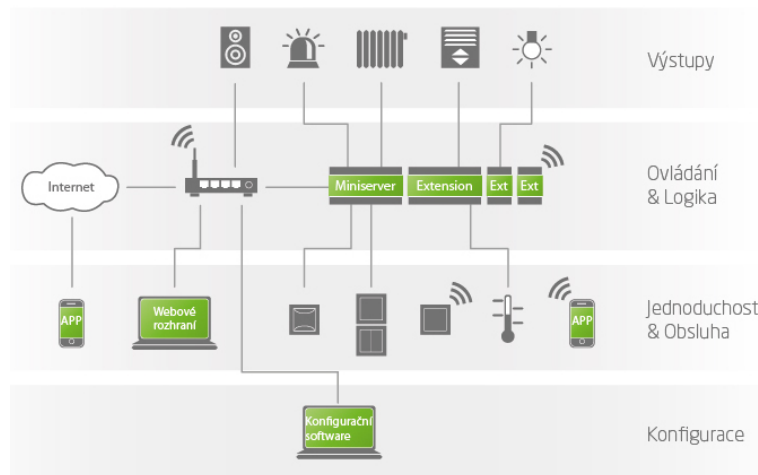 Výstupy
Internet
Miniserver
Extension
Ext
Ext
Ovládání
& Logika
APP
Webové
rozhraní
APP
Jednoduchost
& Obsluha
Konfigurační
software
Konfigurace